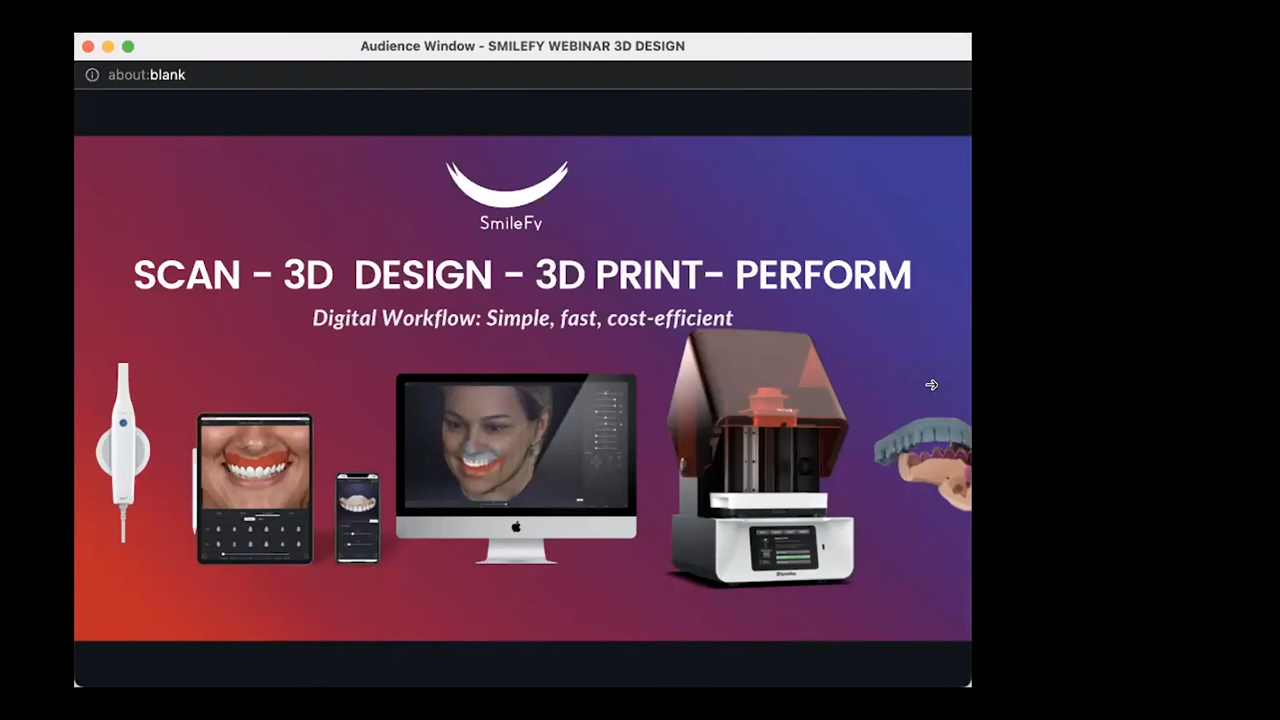 Audience Window - SMILEFY WEBINAR 3D DESIGN
about:blank
SmileFy
SCAN - 3D DESIGN - 3D PRINT- PERFORM
Digital Workflow: Simple, fast, cost-efficient